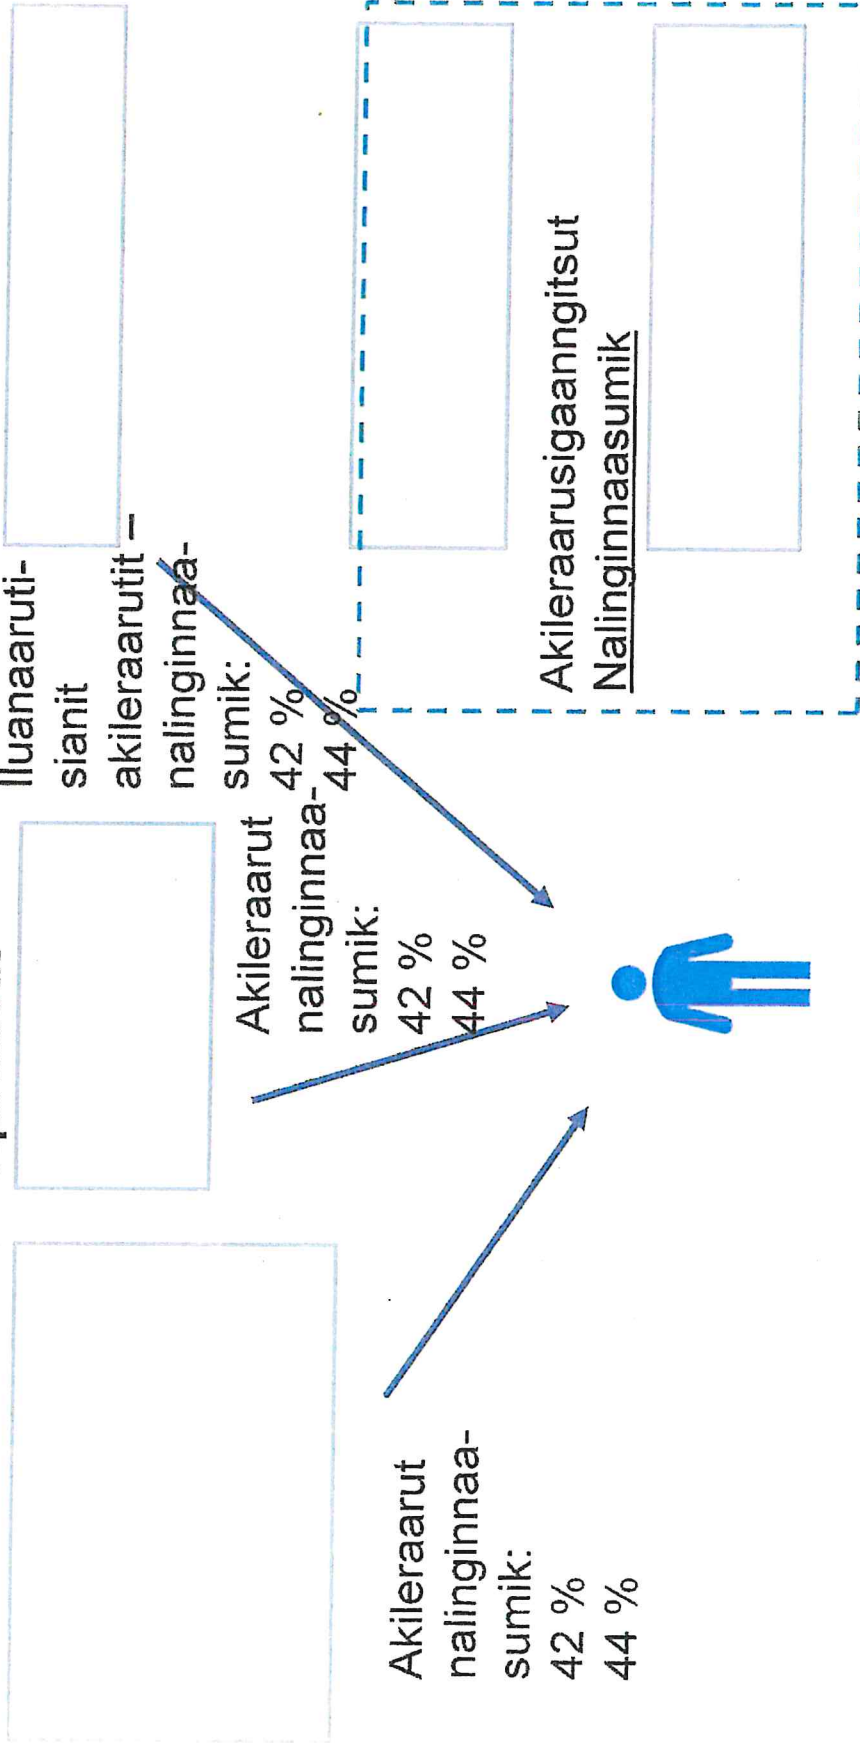 Akileraarut
nalinginnaa-
sumik:
42 %
44 %
Akileraarut
nalinginnaa-
sumik:
42 %
44 %
Iluanaaruti-
sianit
akileraarutit –
nalinginnaa-
sumik:
42 %
44 %
Akileraarusigaanngitsut
Nalinginnaasumik